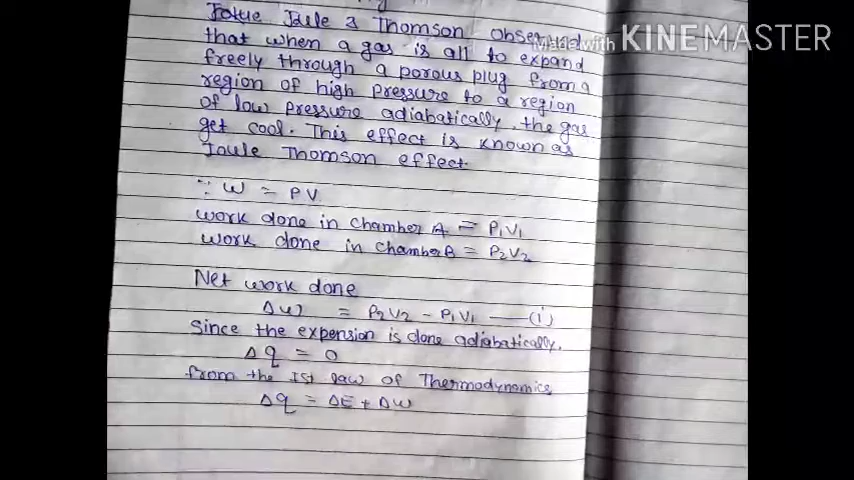 Joule & Thomson observed
that when a gas is all to expand
freely through a porous plug from a
region of high pressure to a region
of low pressure adiabatically, the gas
get cool. This effect is known as
Joule Thomson effect.
∵ W = PV
work done in chamber A = P₁V₁
work done in chamber B = P₂V₂
Net work done
Δw = P₂V₂ - P₁V₁ —(i)
Since the expension is done adiabatically.
Δq = 0
from the Ist law of Thermodynamics
Δq = ΔE + Δw
Made with KINEMASTER